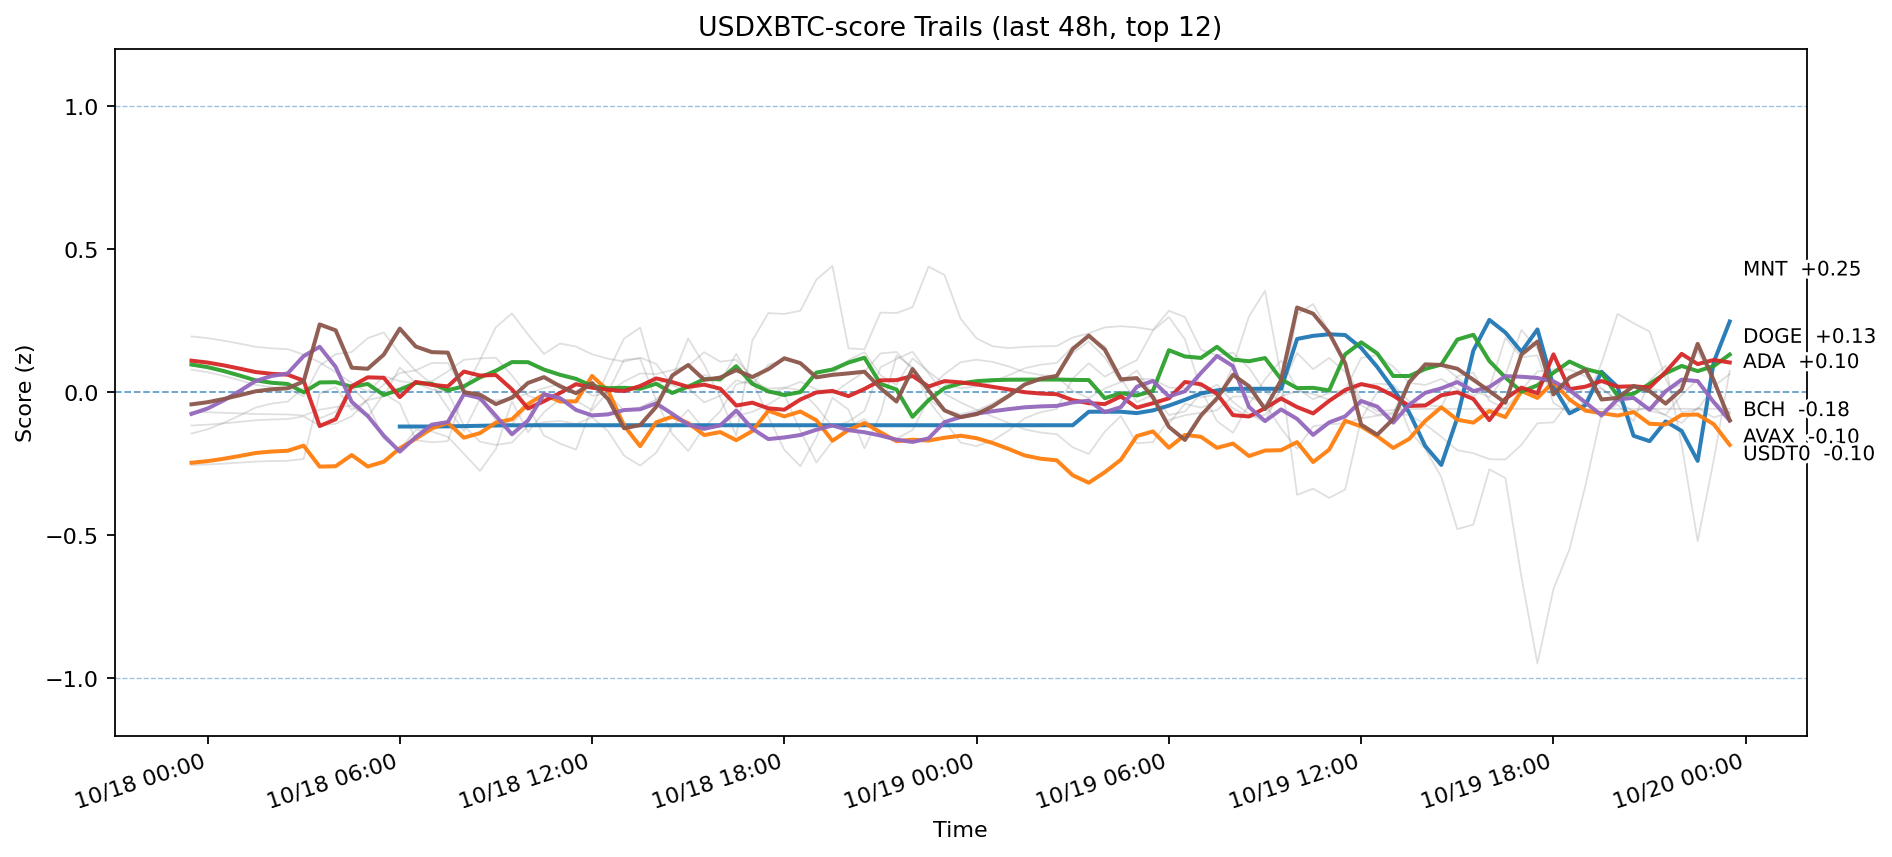 USDXBTC-score Trails (last 48h, top 12)
1.0
0.5
0.0
−0.5
−1.0
Score (z)
MNT +0.25
DOGE +0.13
ADA +0.10
BCH -0.18
AVAX -0.10
USDT0 -0.10
10/18 00:00
10/18 06:00
10/18 12:00
10/18 18:00
10/19 00:00
10/19 06:00
10/19 12:00
10/19 18:00
10/20 00:00
Time